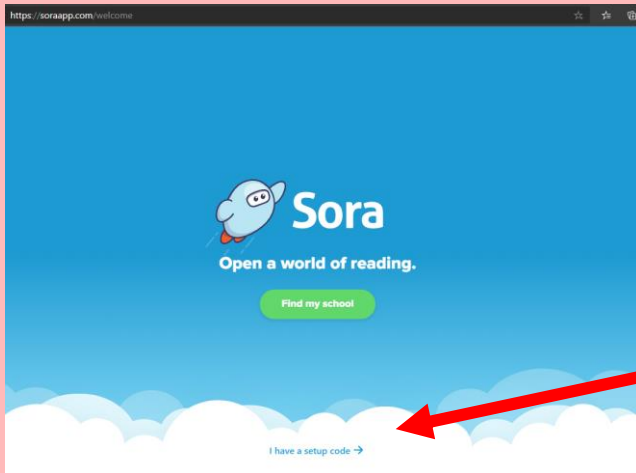 https://soraapp.com/welcome
Sora
Open a world of reading.
Find my school
I have a setup code →